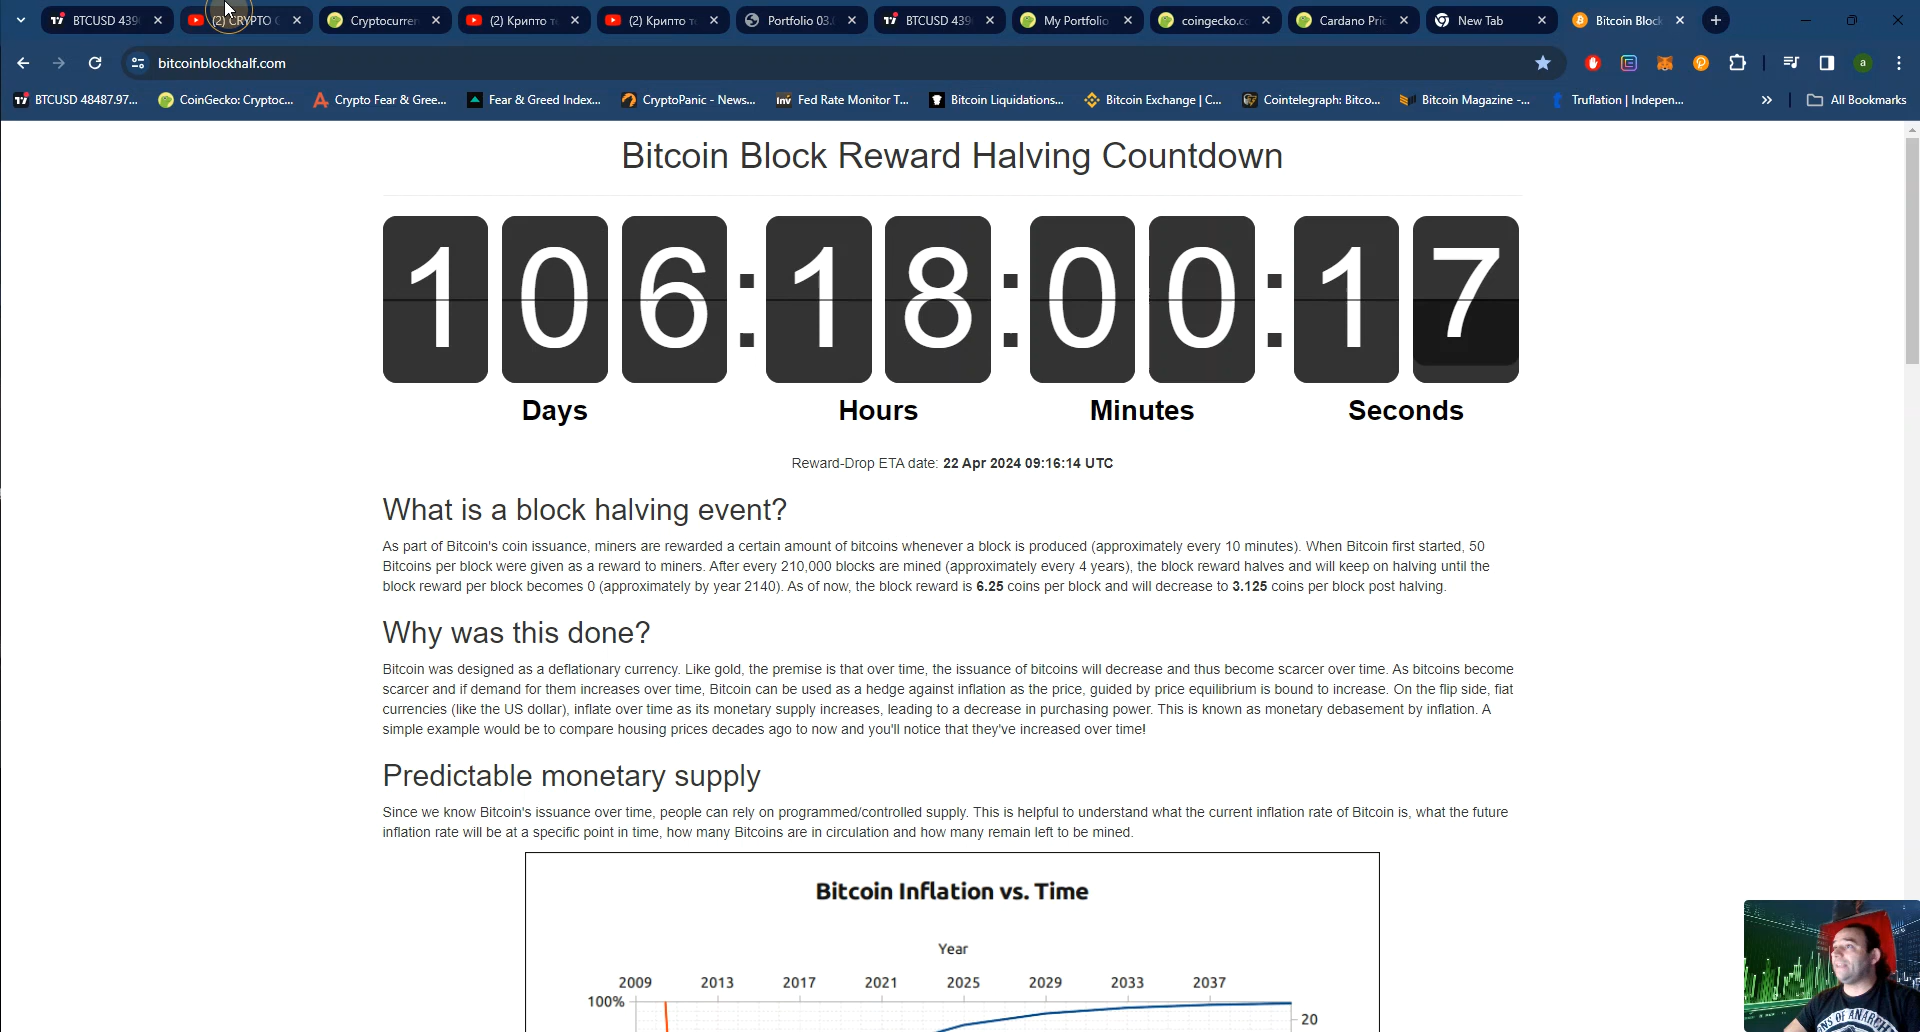 BTCUSD 439
(2) CRYPTO
Cryptocurren
(2) Крипто т
(2) Крипто т
Portfolio 03.
BTCUSD 439
My Portfolio
coingecko.c
Cardano Pric
New Tab
Bitcoin Bloc
bitcoinblockhalf.com
a
BTCUSD 48487.97...
CoinGecko: Cryptoc...
Crypto Fear & Gree...
Fear & Greed Index...
CryptoPanic - News...
Inv
Fed Rate Monitor T...
Bitcoin Liquidations...
Bitcoin Exchange | C...
Cointelegraph: Bitco...
Bitcoin Magazine -...
Truflation | Indepen...
All Bookmarks
Bitcoin Block Reward Halving Countdown
106:18:00:17
Days Hours Minutes Seconds
Reward-Drop ETA date: 22 Apr 2024 09:16:14 UTC
What is a block halving event?
As part of Bitcoin's coin issuance, miners are rewarded a certain amount of bitcoins whenever a block is produced (approximately every 10 minutes). When Bitcoin first started, 50
Bitcoins per block were given as a reward to miners. After every 210,000 blocks are mined (approximately every 4 years), the block reward halves and will keep on halving until the
block reward per block becomes 0 (approximately by year 2140). As of now, the block reward is 6.25 coins per block and will decrease to 3.125 coins per block post halving.
Why was this done?
Bitcoin was designed as a deflationary currency. Like gold, the premise is that over time, the issuance of bitcoins will decrease and thus become scarcer over time. As bitcoins become
scarcer and if demand for them increases over time, Bitcoin can be used as a hedge against inflation as the price, guided by price equilibrium is bound to increase. On the flip side, fiat
currencies (like the US dollar), inflate over time as its monetary supply increases, leading to a decrease in purchasing power. This is known as monetary debasement by inflation. A
simple example would be to compare housing prices decades ago to now and you'll notice that they've increased over time!
Predictable monetary supply
Since we know Bitcoin's issuance over time, people can rely on programmed/controlled supply. This is helpful to understand what the current inflation rate of Bitcoin is, what the future
inflation rate will be at a specific point in time, how many Bitcoins are in circulation and how many remain left to be mined.
Bitcoin Inflation vs. Time
Year
2009 2013 2017 2021 2025 2029 2033 2037
100%
20